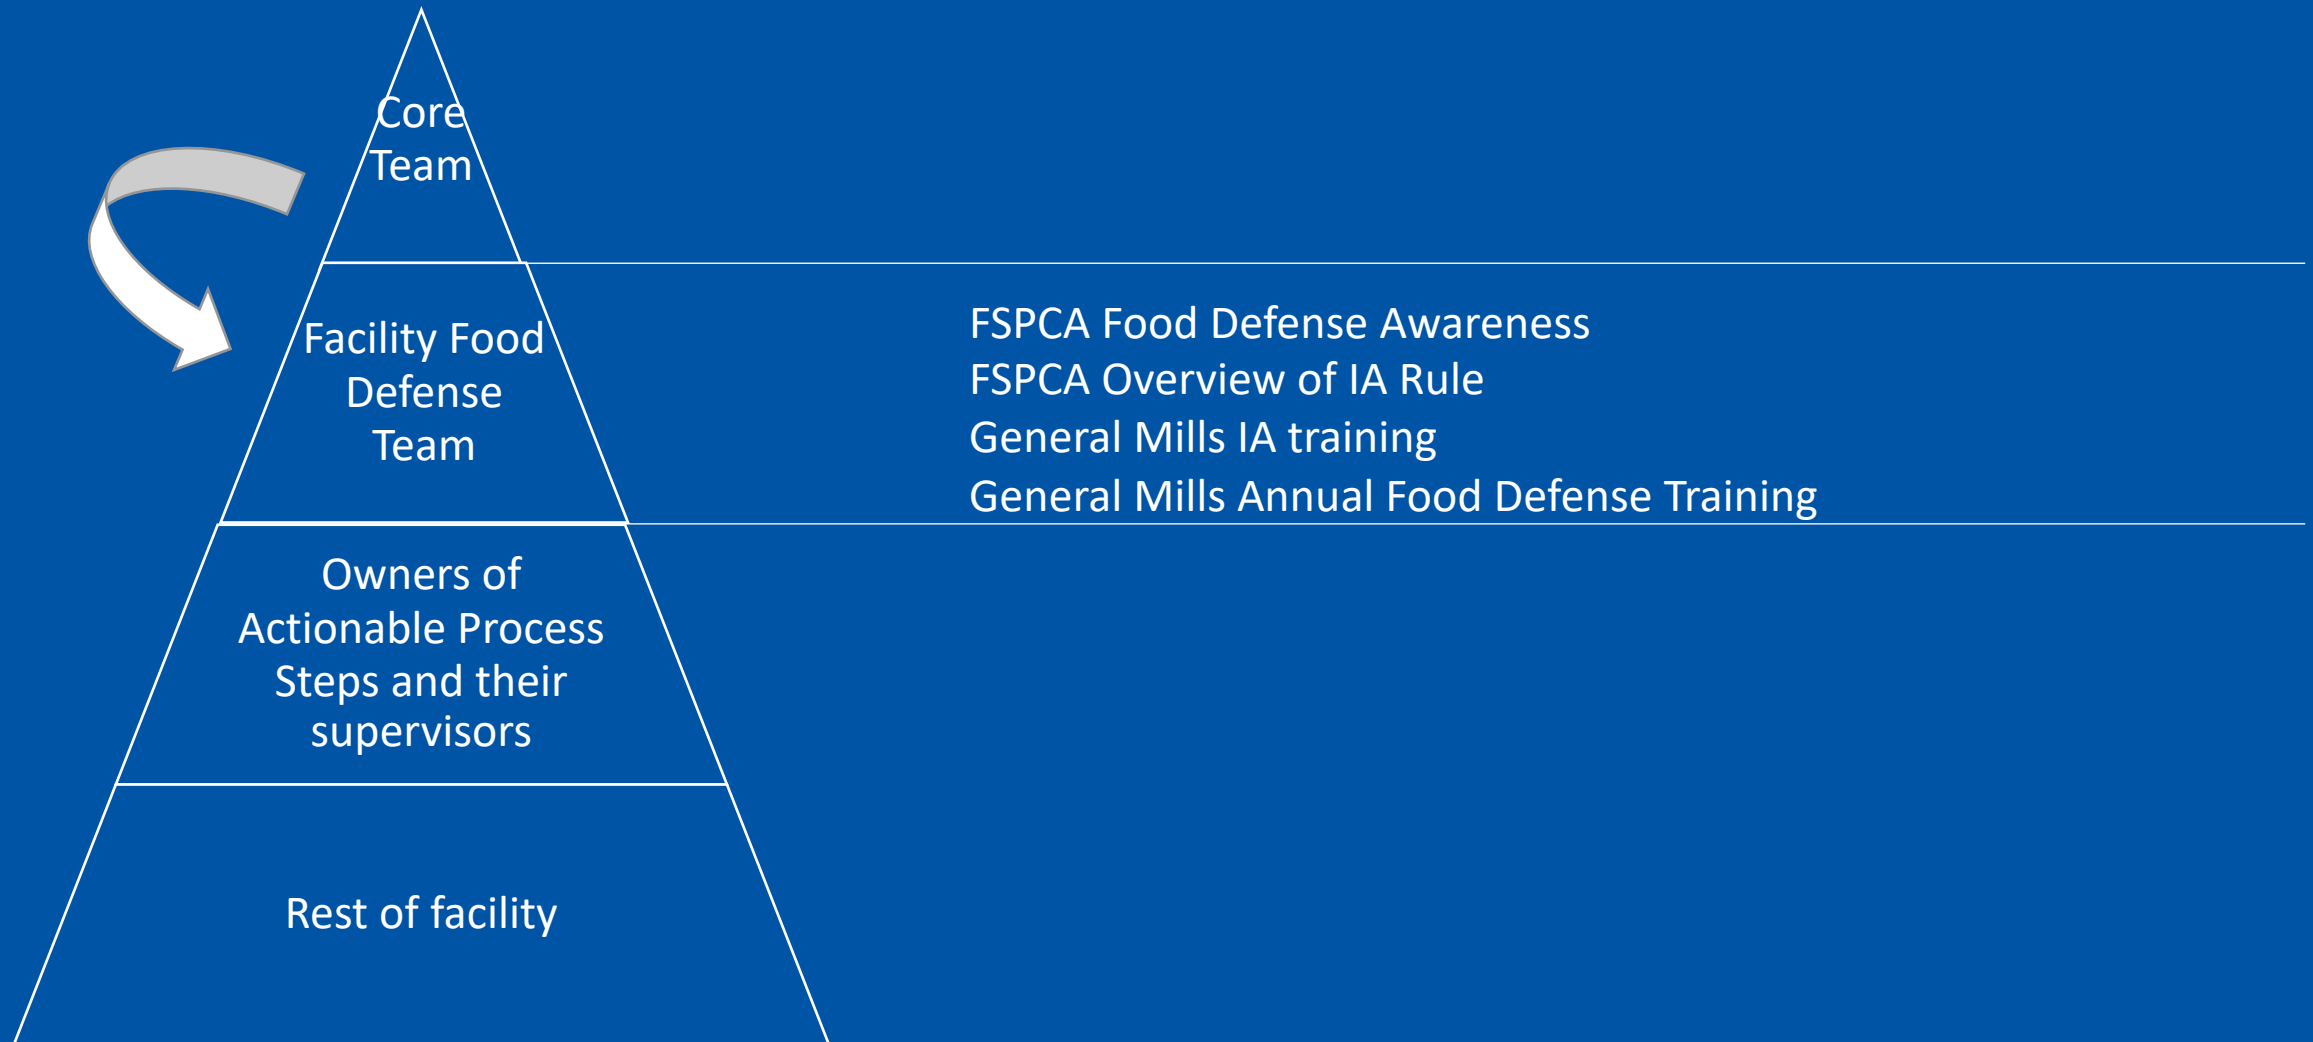 Core
Team
Facility Food
Defense
Team
FSPCA Food Defense Awareness
FSPCA Overview of IA Rule
General Mills IA training
General Mills Annual Food Defense Training
Owners of
Actionable Process
Steps and their
supervisors
Rest of facility